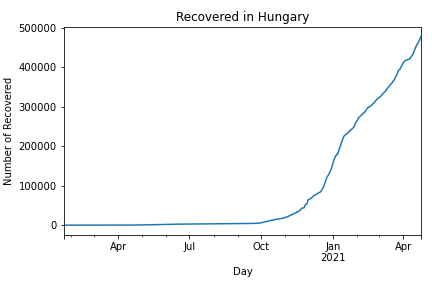 Recovered in Hungary
500000
400000
300000
200000
100000
0
Number of Recovered
Apr
Jul
Oct
Jan
2021
Apr
Day